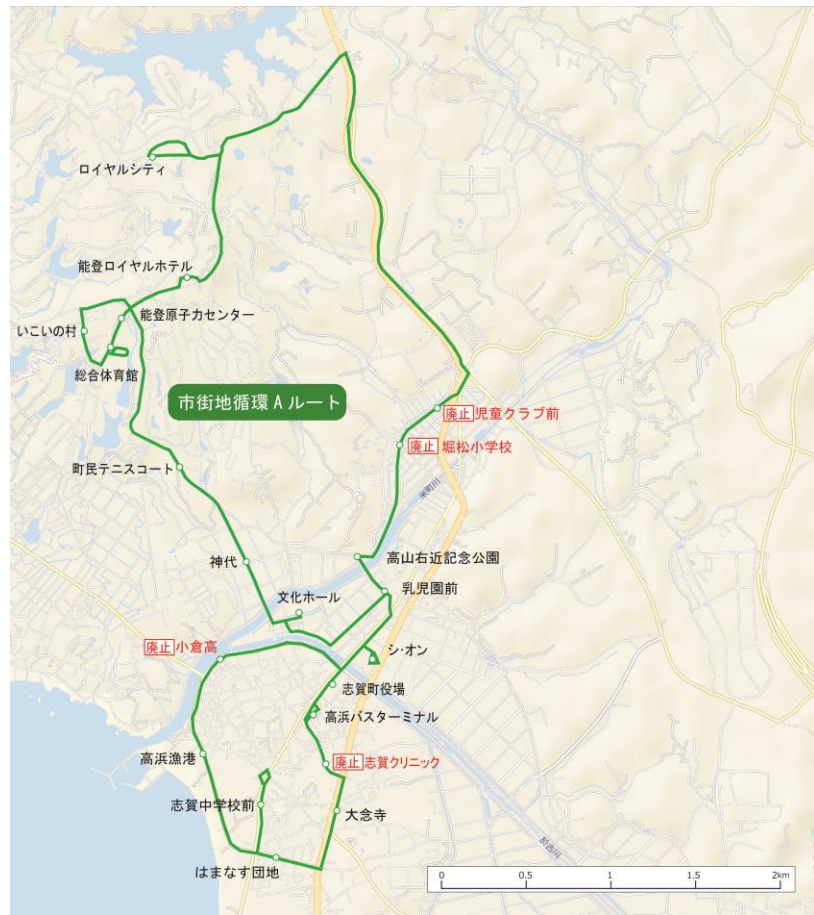 ロイヤルシティ
能登ロイヤルホテル
能登原子力センター
いこいの村
総合体育館
市街地循環Aルート
廃止 児童クラブ前
廃止 堀松小学校
町民テニスコート
米町川
高山右近記念公園
神代
乳児園前
文化ホール
廃止 小倉高
シ・オン
志賀町役場
高浜バスターミナル
高浜漁港
廃止 志賀クリニック
志賀中学校前
大念寺
於古川
はまなす団地
0 0.5 1 1.5 2km